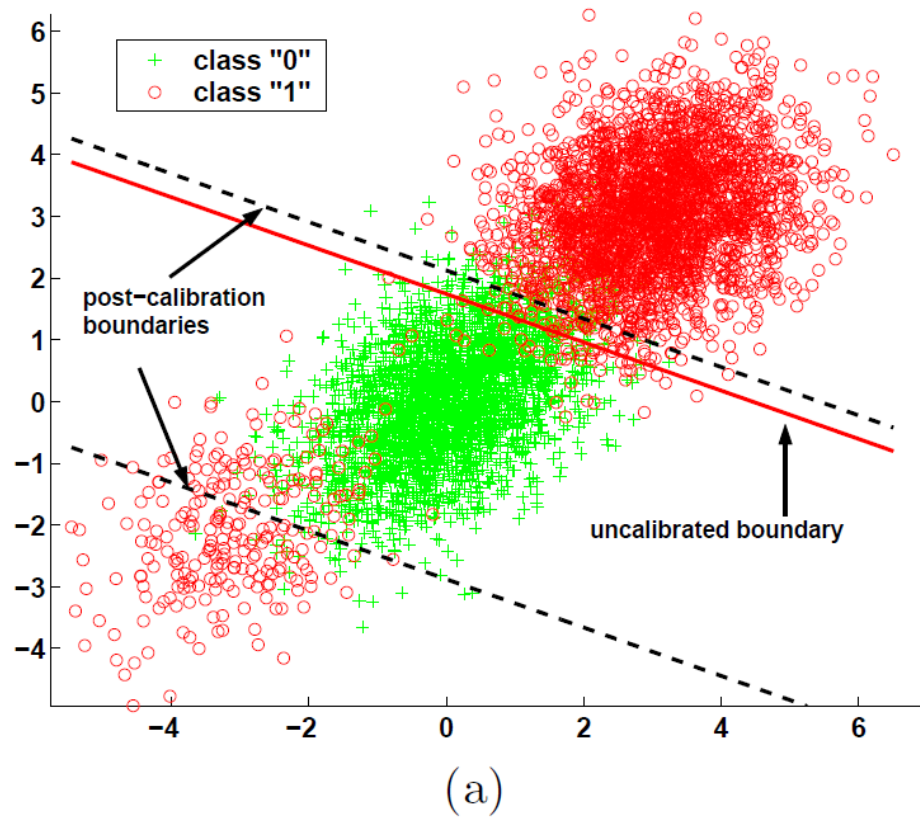 6
5
4
3
2
1
0
−1
−2
−3
−4
class "0"
class "1"
post−calibration
boundaries
uncalibrated boundary
−4 −2 0 2 4 6
(a)